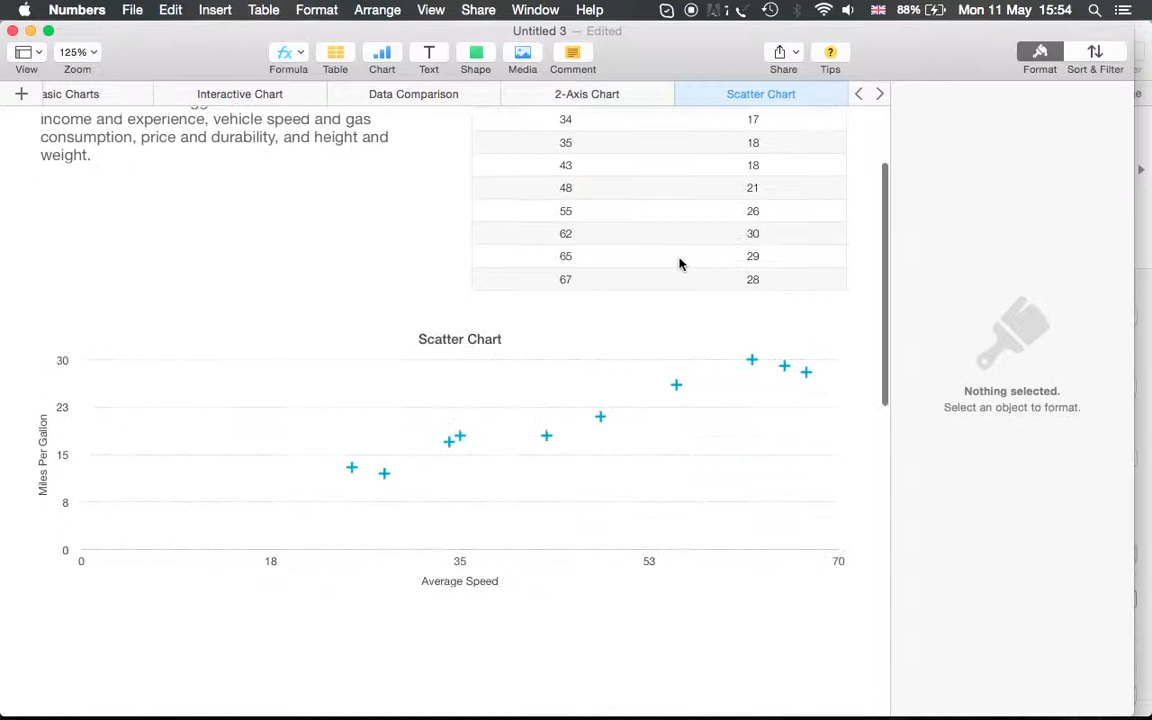 Numbers File Edit Insert Table Format Arrange View Share Window Help 88% Mon 11 May 15:54
Untitled 3 — Edited
125%
View Zoom Formula Table Chart Text Shape Media Comment Share Tips Format Sort & Filter
asic Charts Interactive Chart Data Comparison 2-Axis Chart Scatter Chart
income and experience, vehicle speed and gas
consumption, price and durability, and height and
weight.
34 17
35 18
43 18
48 21
55 26
62 30
65 29
67 28
Scatter Chart
30
23
15
8
0
Miles Per Gallon
0 18 35 53 70
Average Speed
Nothing selected.
Select an object to format.